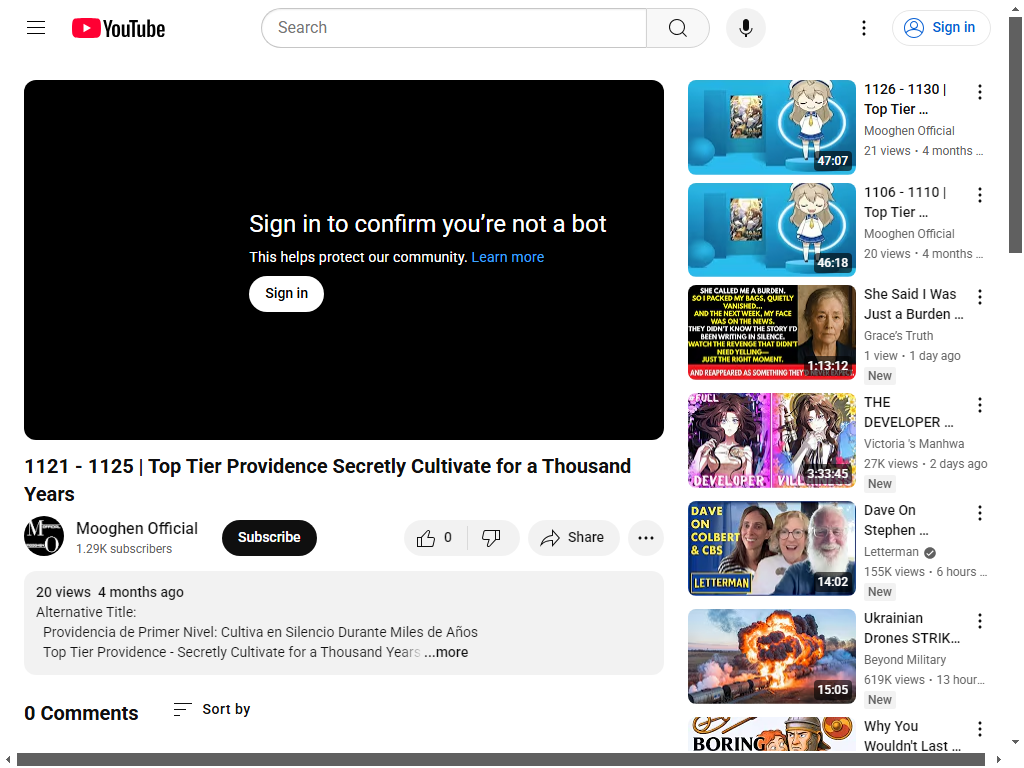 YouTube
Search
Sign in
Sign in to confirm you’re not a bot
This helps protect our community. Learn more
Sign in
1121 - 1125 | Top Tier Providence Secretly Cultivate for a Thousand
Years
Mooghen Official
1.29K subscribers
Subscribe
0
Share
20 views 4 months ago
Alternative Title:
Providencia de Primer Nivel: Cultiva en Silencio Durante Miles de Años
Top Tier Providence - Secretly Cultivate for a Thousand Years ...more
0 Comments
Sort by
47:07
1126 - 1130 |
Top Tier ...
Mooghen Official
21 views • 4 months ...
46:18
1106 - 1110 |
Top Tier ...
Mooghen Official
20 views • 4 months ...
SHE CALLED ME A BURDEN.
SO I PACKED MY BAGS, QUIETLY
VANISHED...
AND THE NEXT WEEK, MY FACE
WAS ON THE NEWS.
THEY DIDN'T KNOW THE STORY I'D
BEEN WRITING IN SILENCE.
WATCH THE REVENGE THAT DIDN'T
NEED YELLING—
JUST THE RIGHT MOMENT.
AND REAPPEARED AS SOMETHING THEY
1:13:12
She Said I Was
Just a Burden ...
Grace's Truth
1 view • 1 day ago
New
FULL
DEVELOPER
3:33:45
THE
DEVELOPER ...
Victoria 's Manhwa
27K views • 2 days ago
New
DAVE
ON
COLBERT
& CBS
LETTERMAN
14:02
Dave On
Stephen ...
Letterman
155K views • 6 hours ...
New
15:05
Ukrainian
Drones STRIK...
Beyond Military
619K views • 13 hour...
New
BORING
Why You
Wouldn't Last ...